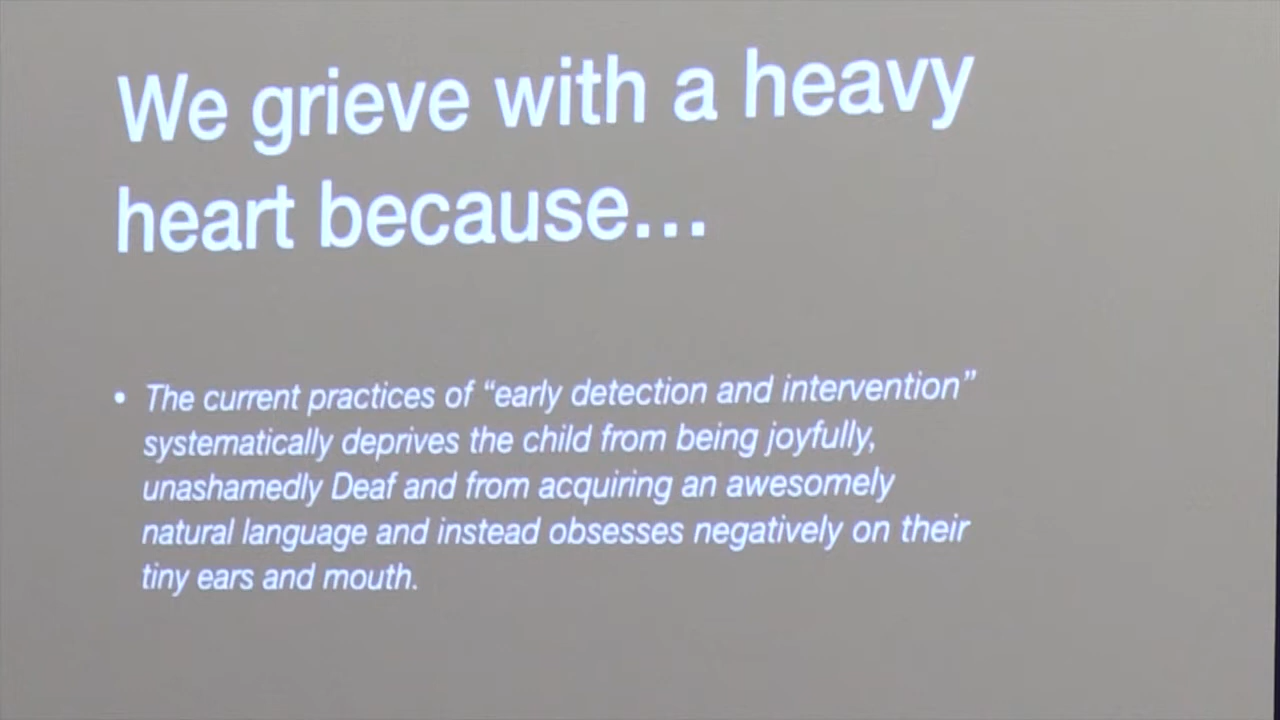 We grieve with a heavy
heart because...
• The current practices of “early detection and intervention”
systematically deprives the child from being joyfully,
unashamedly Deaf and from acquiring an awesomely
natural language and instead obsesses negatively on their
tiny ears and mouth.